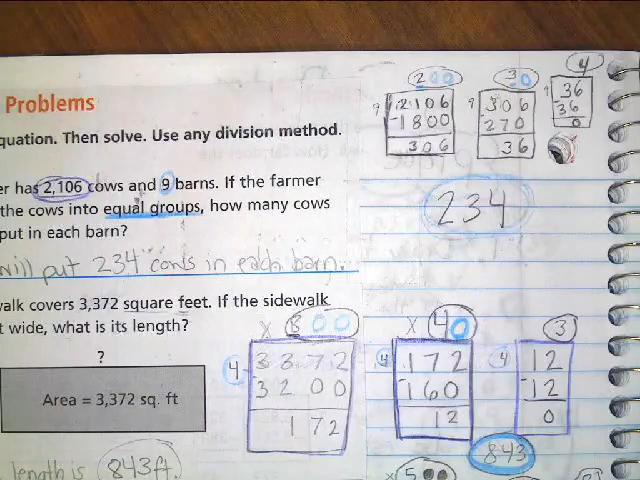 Problems
quation. Then solve. Use any division method.
er has 2,106 cows and 9 barns. If the farmer
the cows into equal groups, how many cows
put in each barn?
will put 234 cows in each barn.
walk covers 3,372 square feet. If the sidewalk
t wide, what is its length?
?
Area = 3,372 sq. ft
length is 843 ft.
200
9 2106
-1800
306
30
9 306
-270
36
4
9 36
-36
0
234
x 800
4 3372
-3200
172
x 40
4 172
-160
12
3
4 12
-12
0
843
x 5